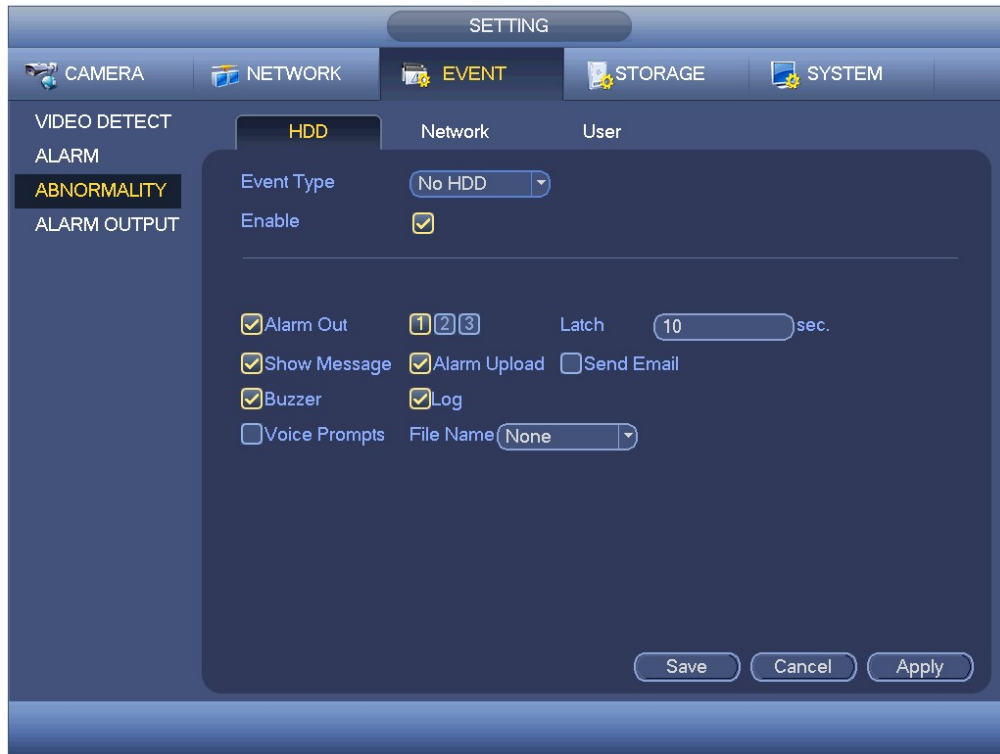 SETTING
CAMERA NETWORK EVENT STORAGE SYSTEM
VIDEO DETECT
ALARM
ABNORMALITY
ALARM OUTPUT
HDD Network User
Event Type No HDD
Enable
Alarm Out 1 2 3 Latch 10 sec.
Show Message Alarm Upload Send Email
Buzzer Log
Voice Prompts File Name None
Save Cancel Apply